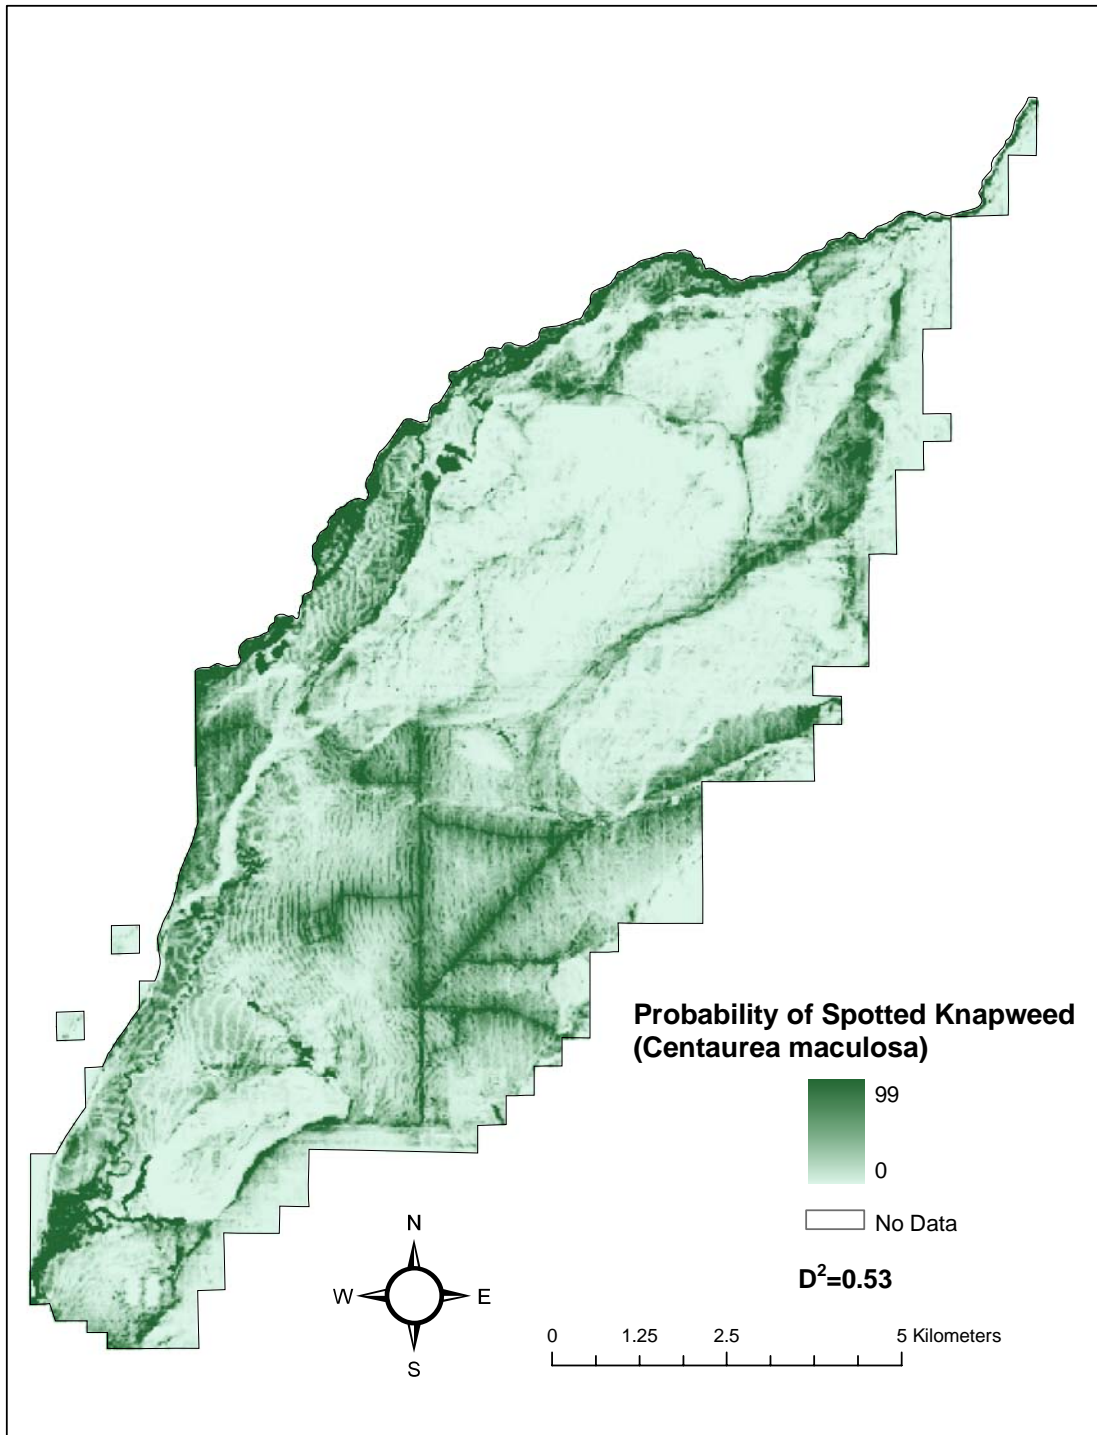 Probability of Spotted Knapweed
(Centaurea maculosa)
99
0
No Data
D²=0.53
N
W E
S
0 1.25 2.5 5 Kilometers